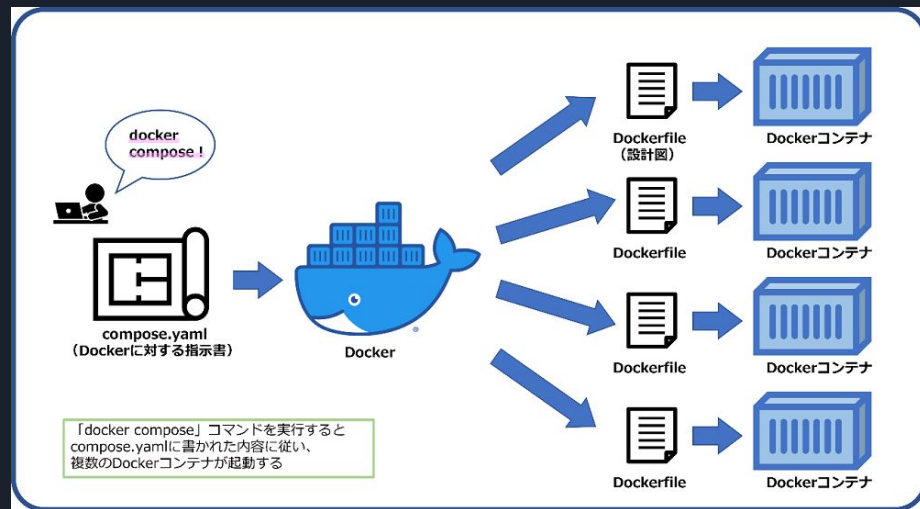 docker
compose！
compose.yaml
（Dockerに対する指示書）
Docker
Dockerfile
（設計図）
Dockerコンテナ
Dockerfile
Dockerコンテナ
Dockerfile
Dockerコンテナ
Dockerfile
Dockerコンテナ
「docker compose」コマンドを実行すると
compose.yamlに書かれた内容に従い、
複数のDockerコンテナが起動する